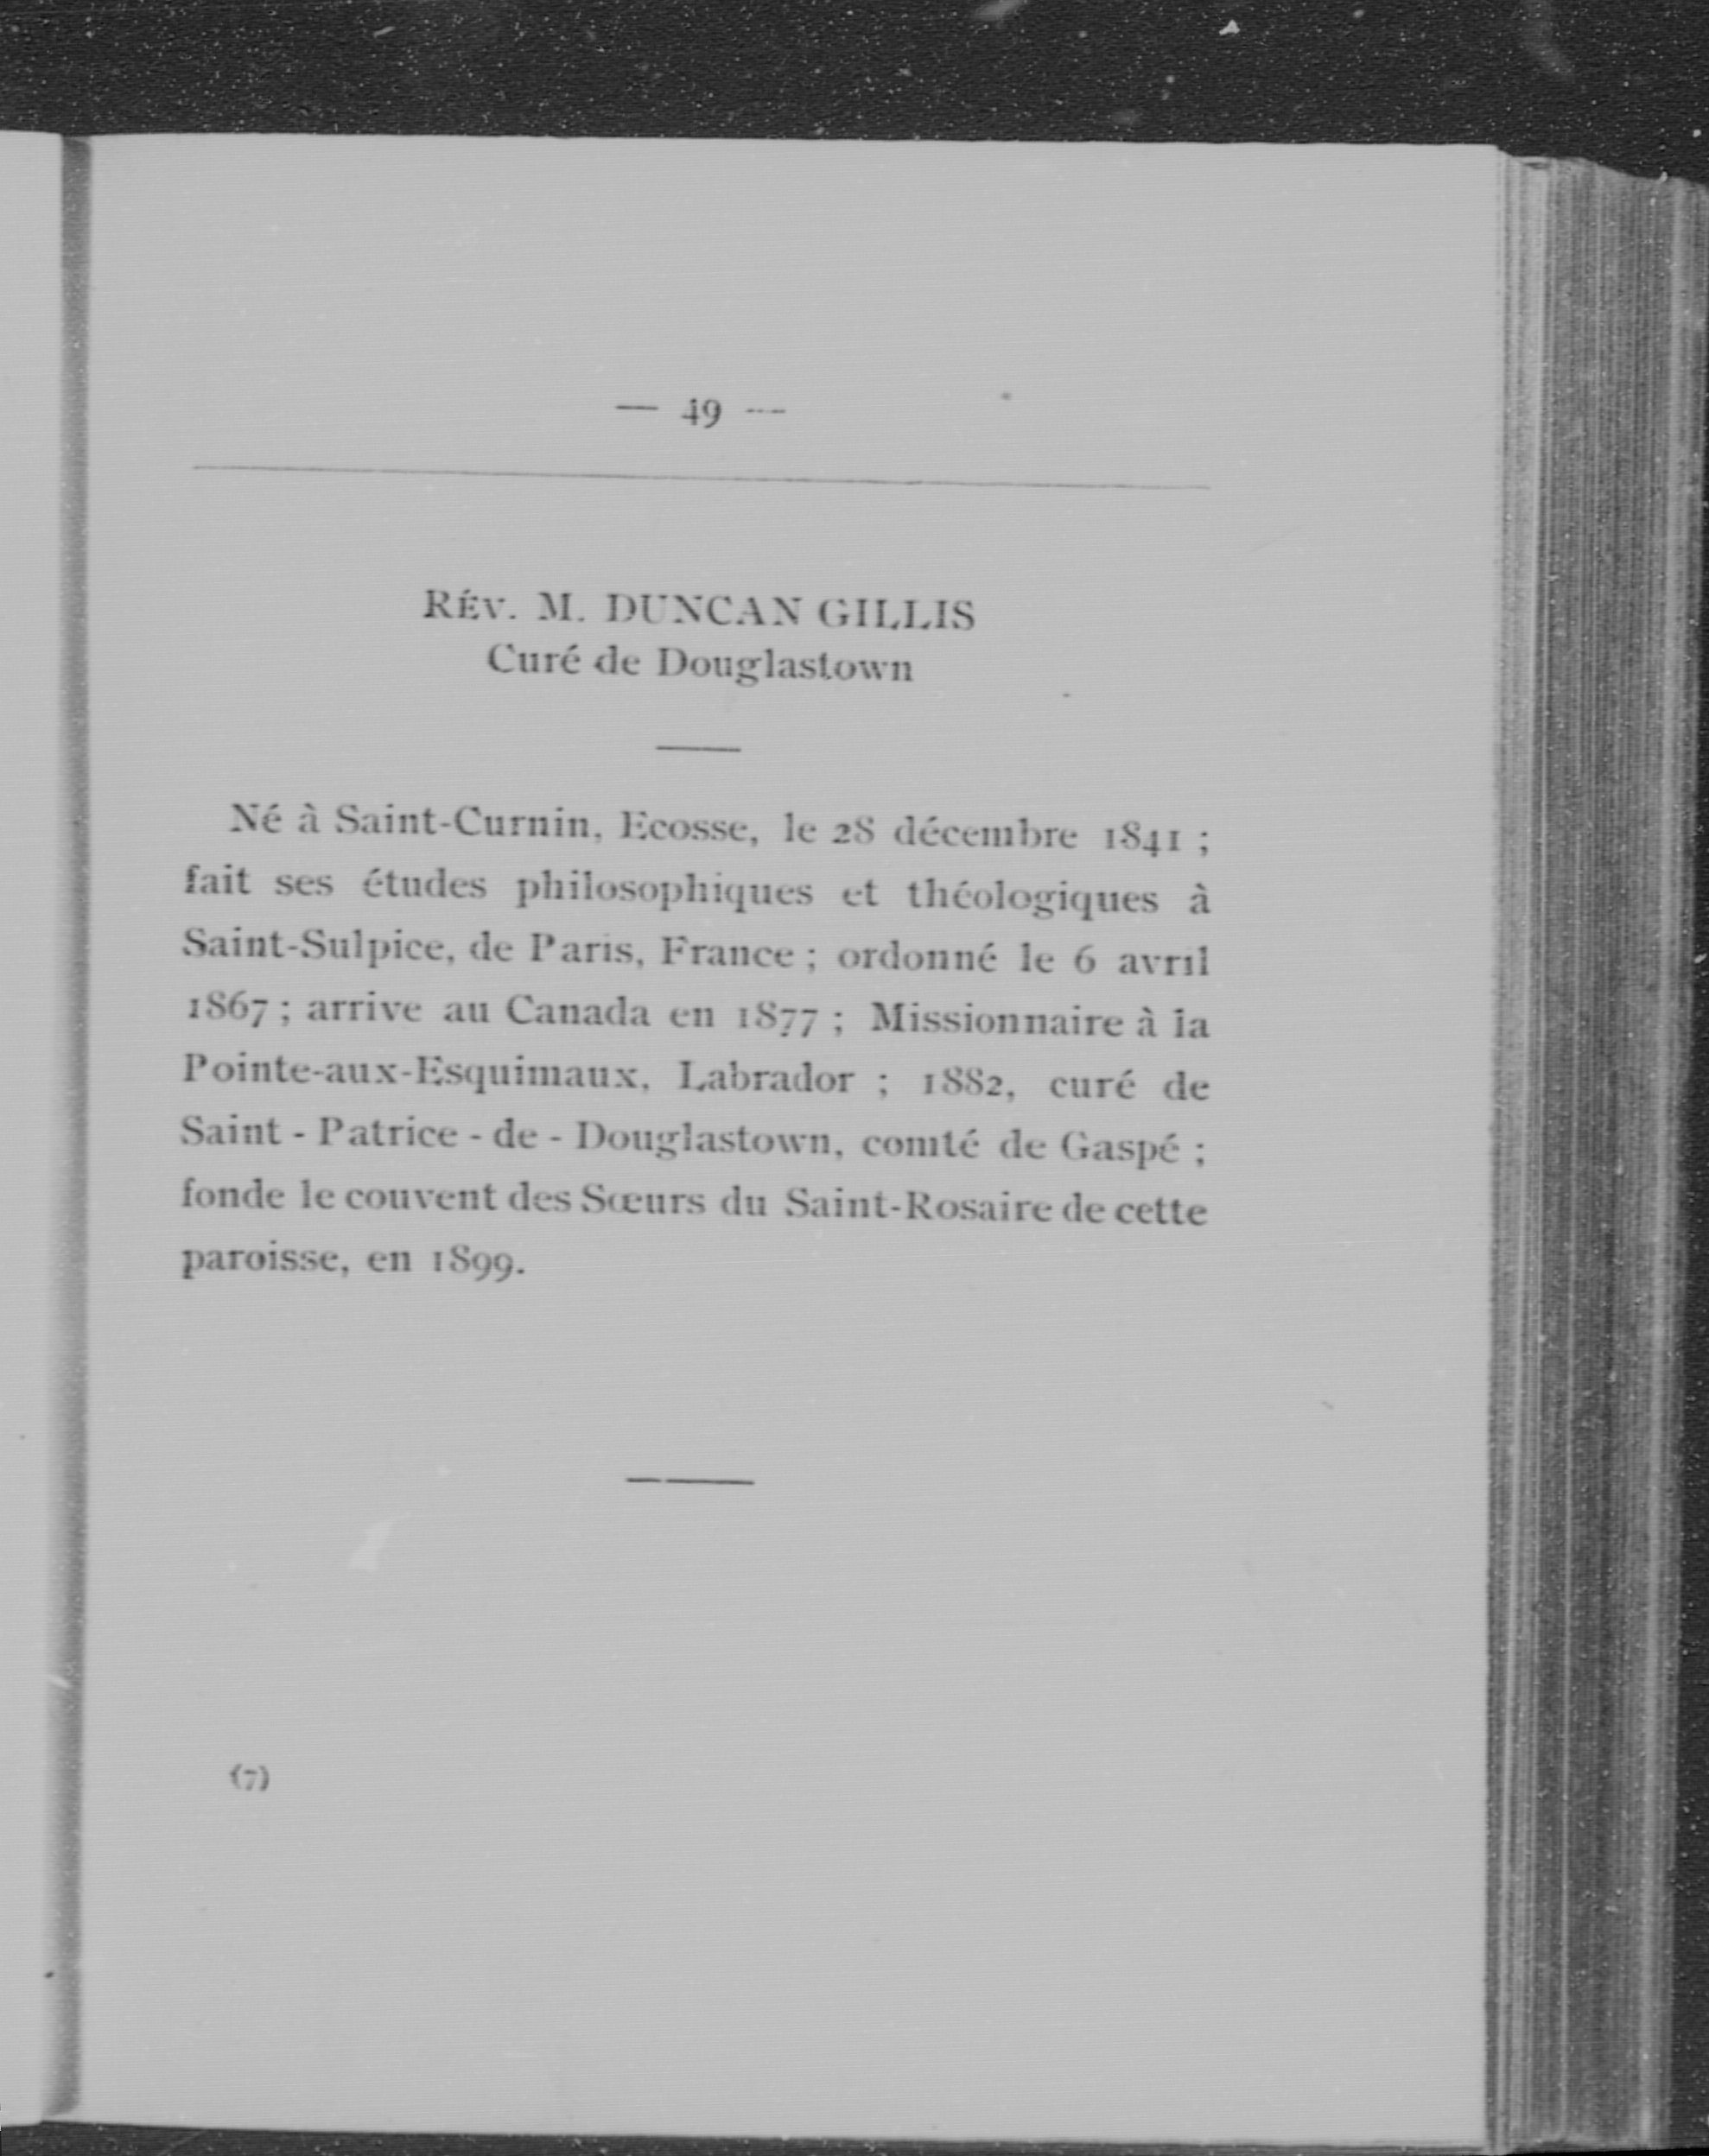 — 49 —
RÉV. M. DUNCAN GILLIS
Curé de Douglastown
Né à Saint-Curnin, Ecosse, le 28 décembre 1841 ;
fait ses études philosophiques et théologiques à
Saint-Sulpice, de Paris, France ; ordonné le 6 avril
1867 ; arrive au Canada en 1877 ; Missionnaire à la
Pointe-aux-Esquimaux, Labrador ; 1882, curé de
Saint - Patrice - de - Douglastown, comté de Gaspé ;
fonde le couvent des Sœurs du Saint-Rosaire de cette
paroisse, en 1899.
(7)